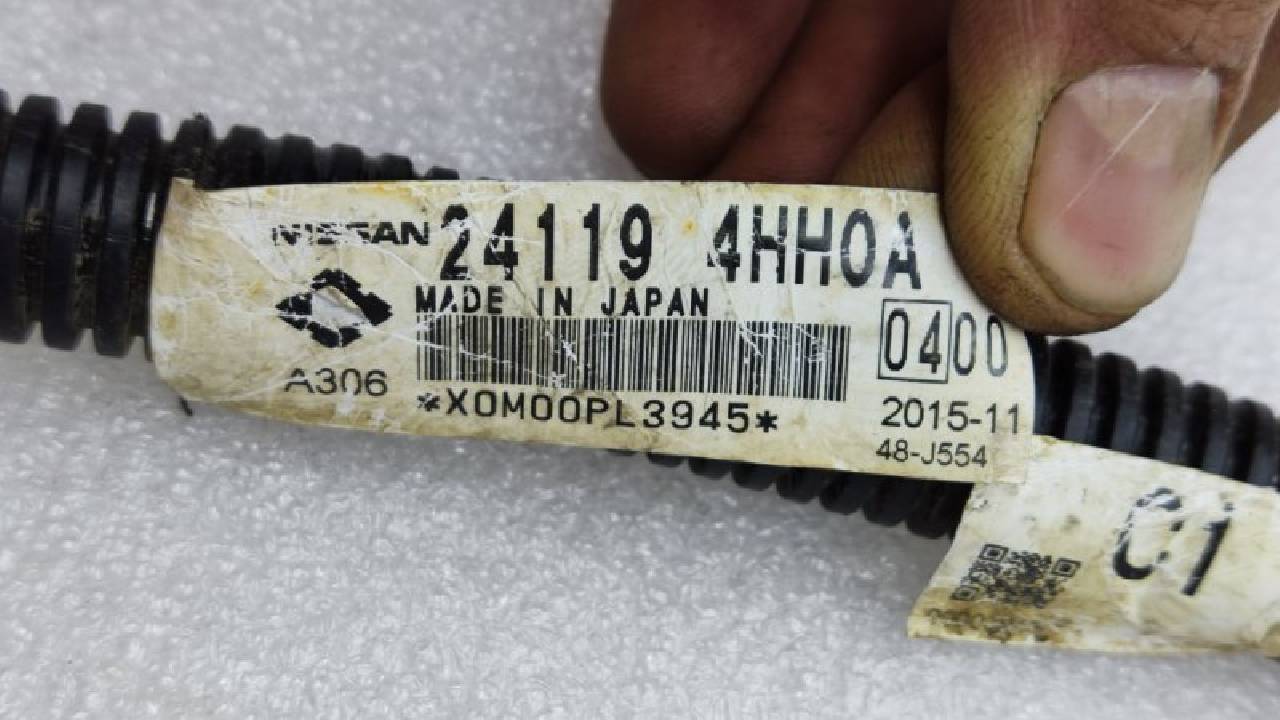 NISSAN 24119 4HH0A
MADE IN JAPAN
0400
A306
*X0M00PL3945*
2015-11
48-J554
C1